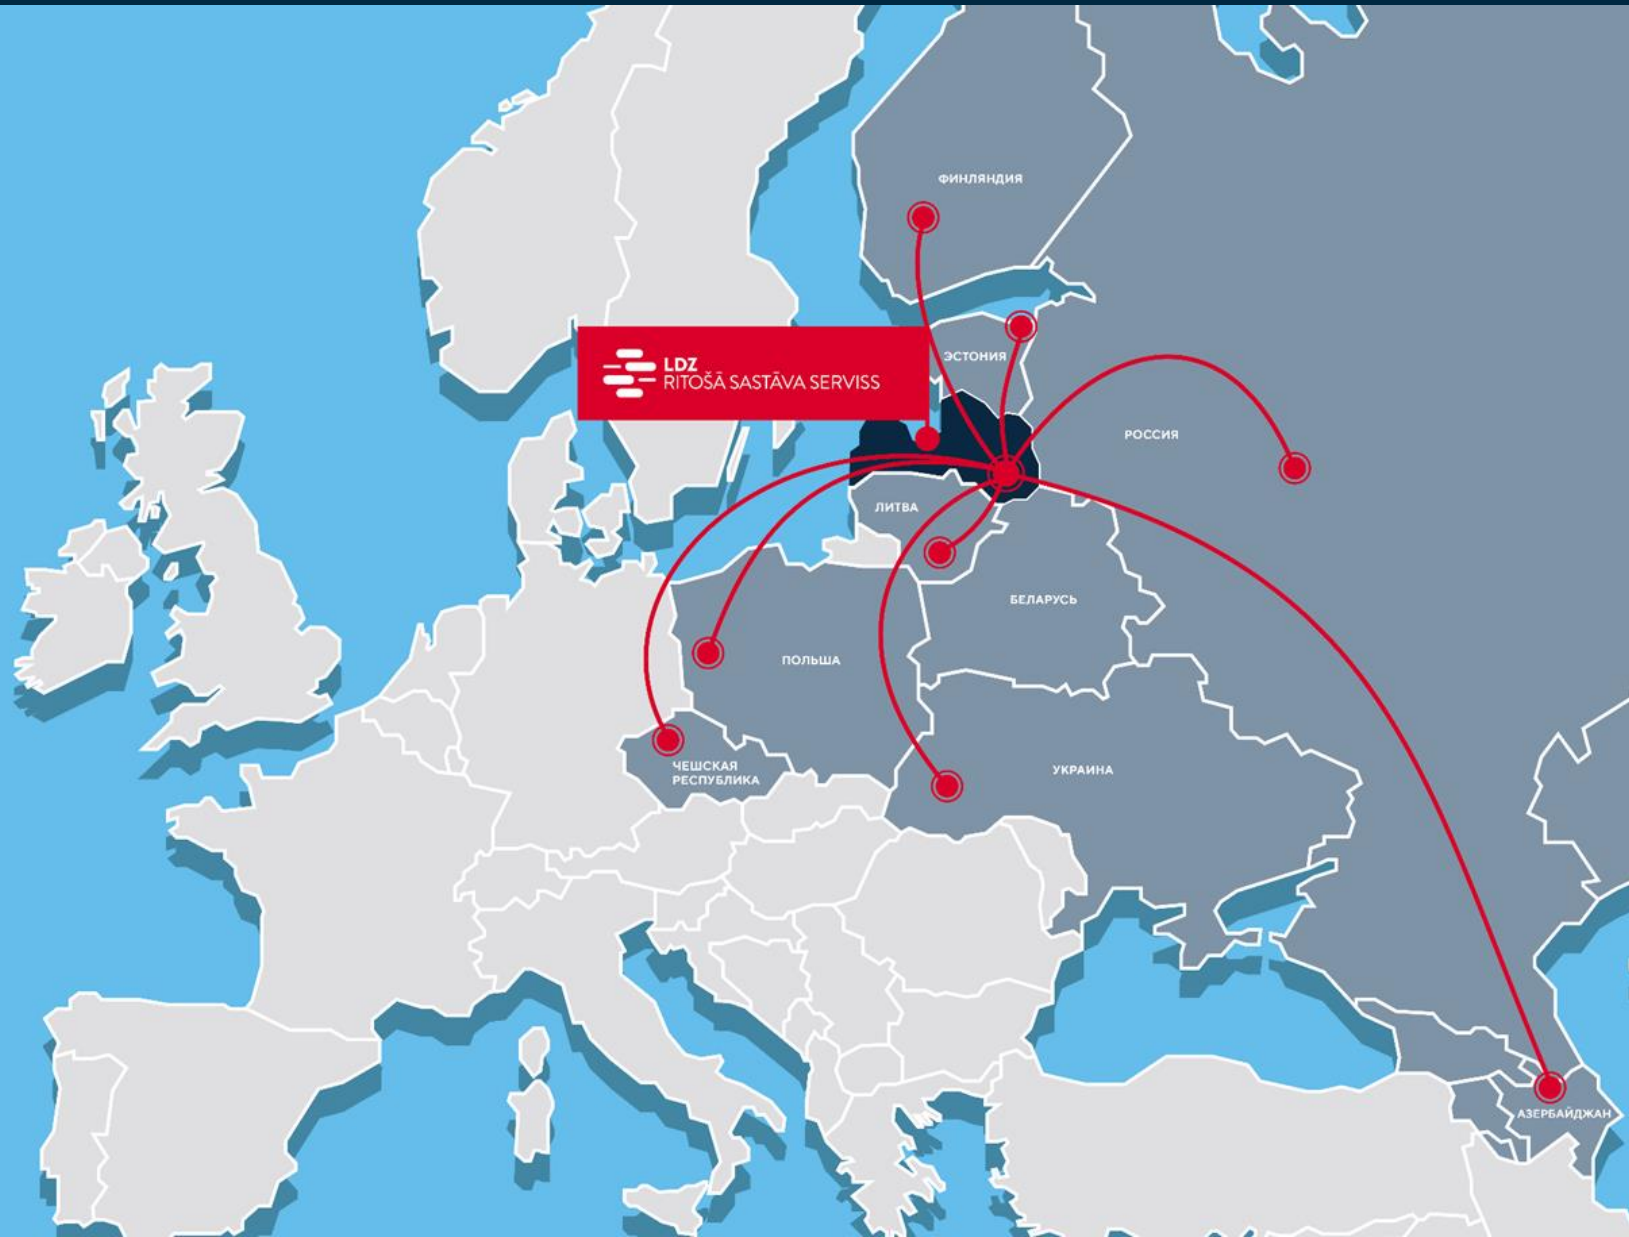 ФИНЛЯНДИЯ
ЭСТОНИЯ
LDZ
RITOŠĀ SASTĀVA SERVISS
РОССИЯ
ЛИТВА
БЕЛАРУСЬ
ПОЛЬША
ЧЕШСКАЯ
РЕСПУБЛИКА
УКРАИНА
АЗЕРБАЙДЖАН